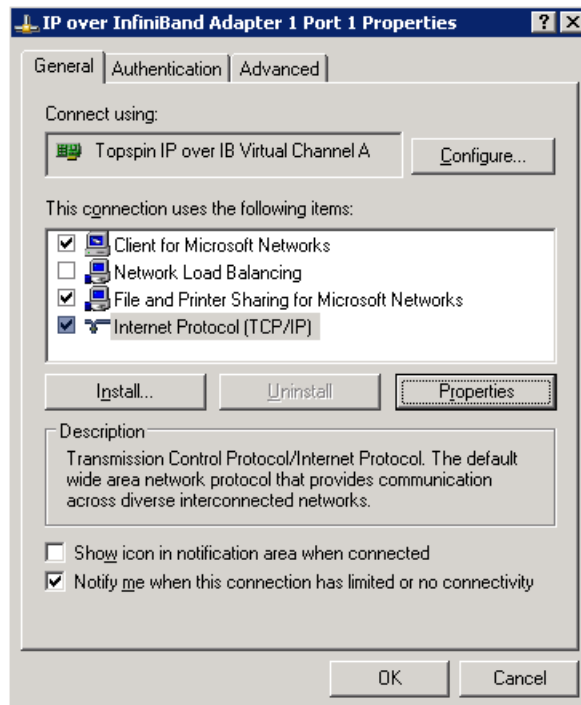 IP over InfiniBand Adapter 1 Port 1 Properties
General Authentication Advanced
Connect using:
Topspin IP over IB Virtual Channel A
Configure...
This connection uses the following items:
Client for Microsoft Networks
Network Load Balancing
File and Printer Sharing for Microsoft Networks
Internet Protocol (TCP/IP)
Install... Uninstall Properties
Description
Transmission Control Protocol/Internet Protocol. The default
wide area network protocol that provides communication
across diverse interconnected networks.
Show icon in notification area when connected
Notify me when this connection has limited or no connectivity
OK Cancel